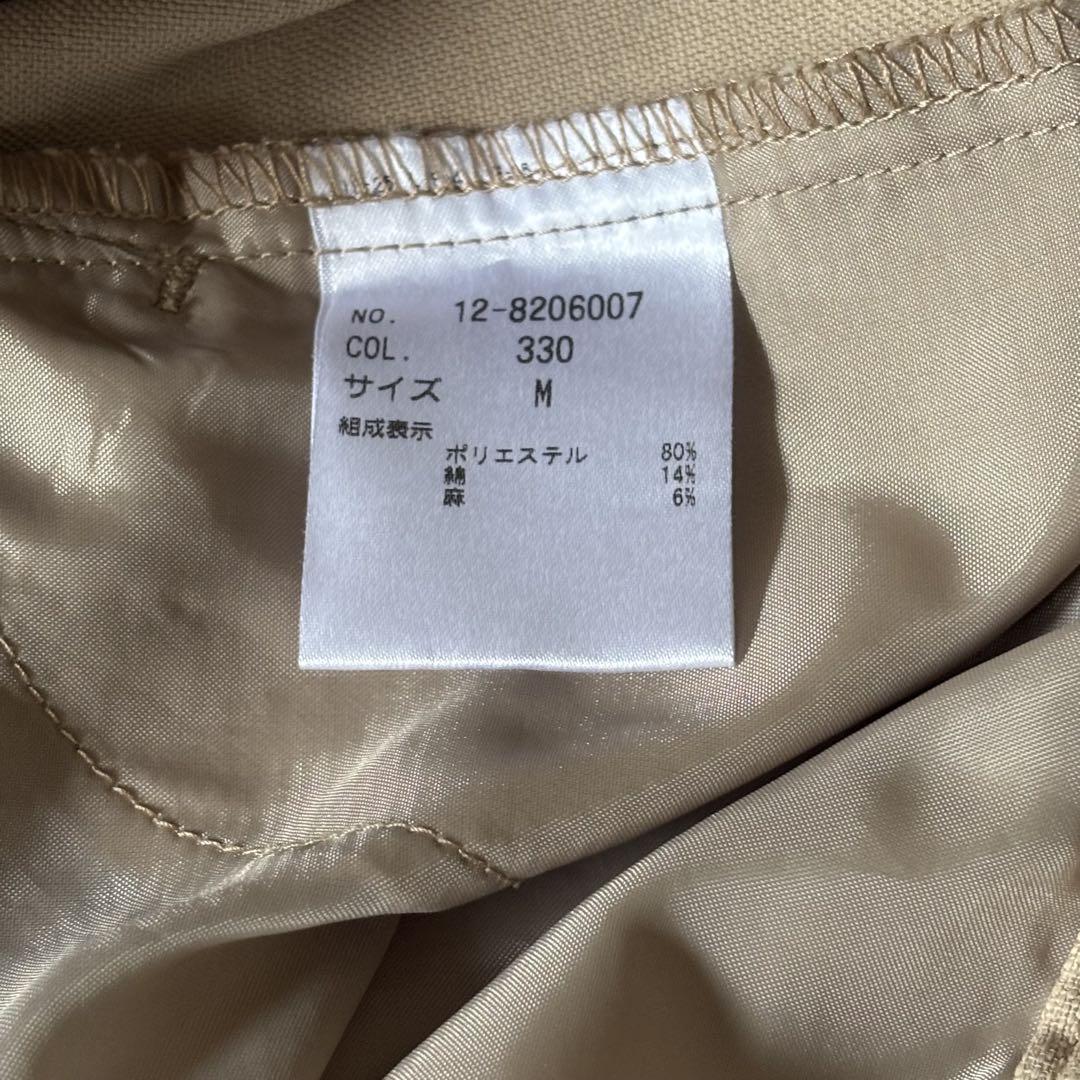 NO. 12-8206007
COL. 330
サイズ M
組成表示
ポリエステル 80%
綿 14%
麻 6%